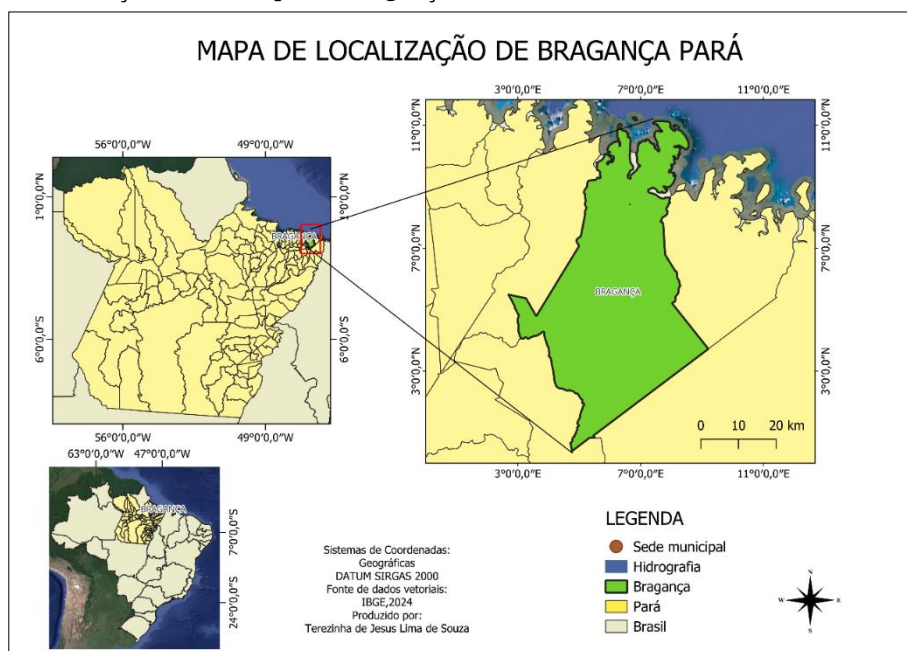 MAPA DE LOCALIZAÇÃO DE BRAGANÇA PARÁ
56°0'0,0"W 49°0'0,0"W
1°0'0,0"N 1°0'0,0"N
BRAGANÇA
6°0'0,0"S 6°0'0,0"S
56°0'0,0"W 49°0'0,0"W
3°0'0,0"E 7°0'0,0"E 11°0'0,0"E
11°0'0,0"N 11°0'0,0"N
7°0'0,0"N 7°0'0,0"N
BRAGANÇA
3°0'0,0"N 3°0'0,0"N
0 10 20 km
3°0'0,0"E 7°0'0,0"E 11°0'0,0"E
63°0'0,0"W 47°0'0,0"W
BRAGANÇA
7°0'0,0"S
24°0'0,0"S
Sistemas de Coordenadas:
Geográficas
DATUM SIRGAS 2000
Fonte de dados vetoriais:
IBGE,2024
Produzido por:
Terezinha de Jesus Lima de Souza
LEGENDA
Sede municipal
Hidrografia
Bragança
Pará
Brasil
N
W E
S